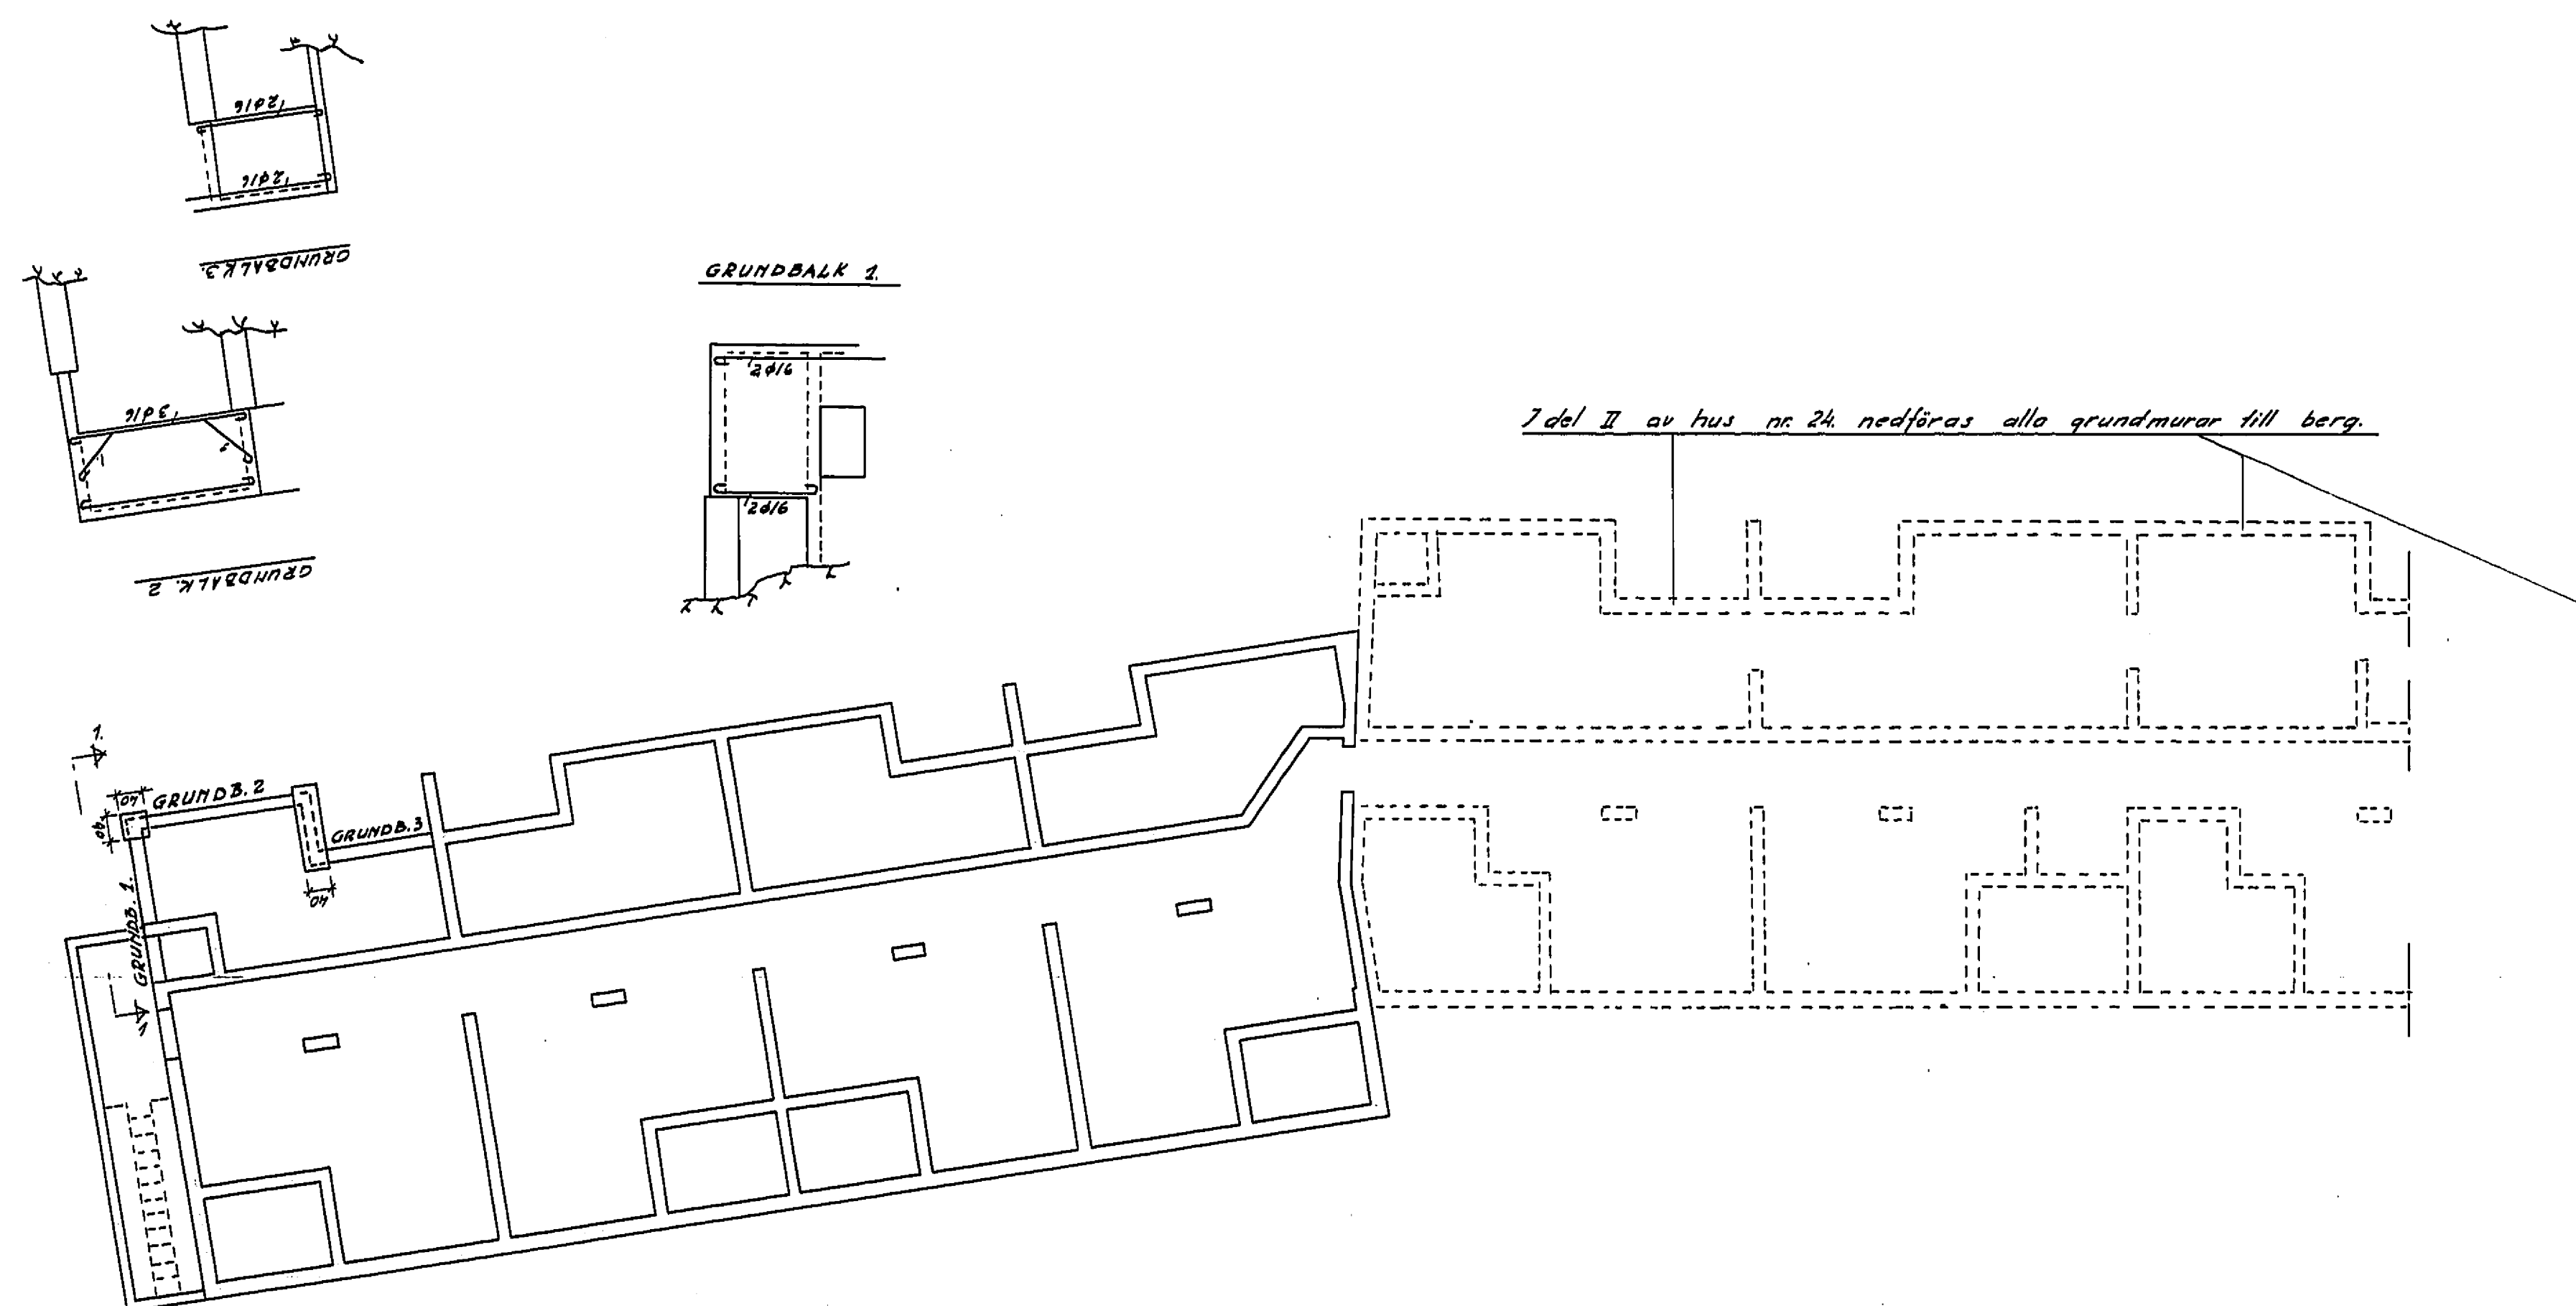 2ø16
2ø16
GRUNDBALK 3.
3ø16
GRUNDBALK. 2
GRUNDBALK 1.
2ø16
2ø16
I del II av hus nr. 24. nedföras alla grundmurar till berg.
1.
40
GRUNDB. 2
40
GRUNDB. 3
40
GRUNDB. 1.
1